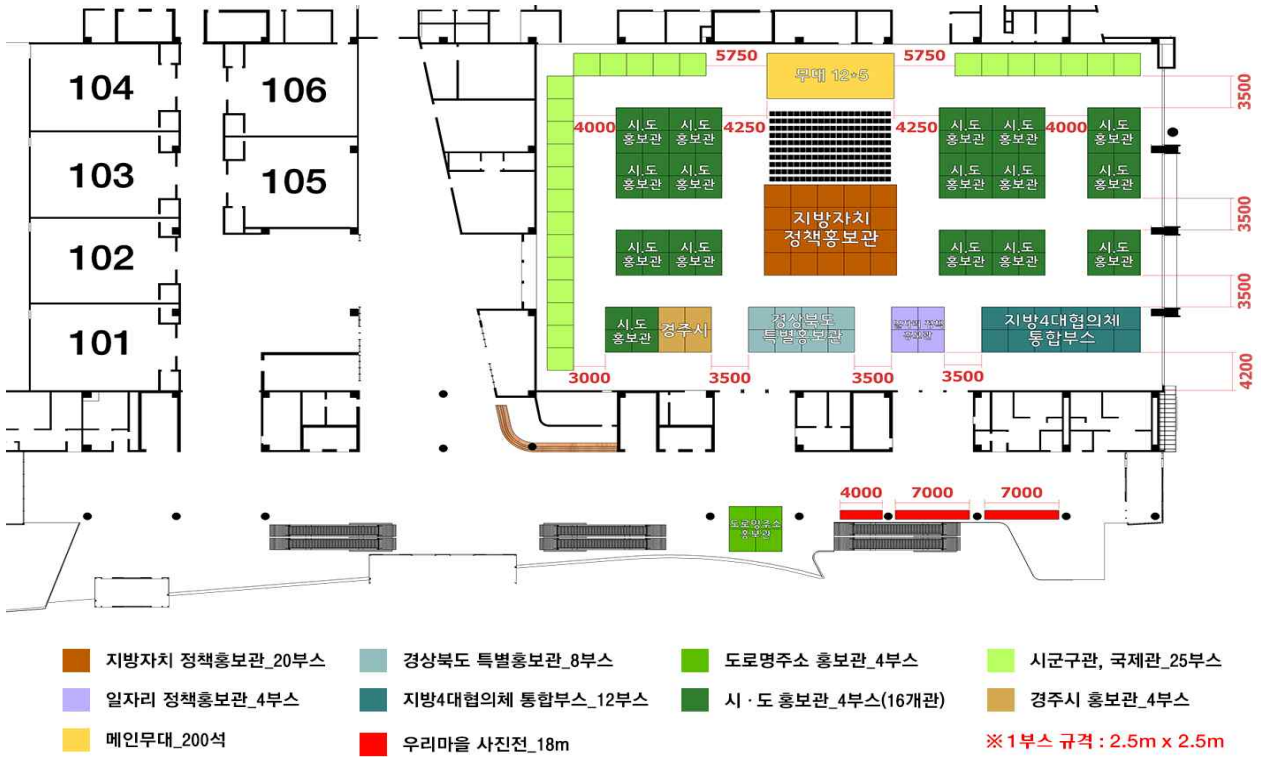 5750
5750
무대 12*5
104
106
3500
4000
시.도
홍보관
시.도
홍보관
4250
4250
시.도
홍보관
시.도
홍보관
4000
시.도
홍보관
103
105
시.도
홍보관
시.도
홍보관
시.도
홍보관
시.도
홍보관
시.도
홍보관
지방자치
정책홍보관
3500
102
시.도
홍보관
시.도
홍보관
시.도
홍보관
시.도
홍보관
시.도
홍보관
3500
101
시.도
홍보관
경주시
경상북도
특별홍보관
일자리 정책
홍보관
지방4대협의체
통합부스
3000
3500
3500
3500
4200
4000
7000
7000
도로명주소
홍보관
지방자치 정책홍보관_20부스
경상북도 특별홍보관_8부스
도로명주소 홍보관_4부스
시군구관, 국제관_25부스
일자리 정책홍보관_4부스
지방4대협의체 통합부스_12부스
시 · 도 홍보관_4부스(16개관)
경주시 홍보관_4부스
메인무대_200석
우리마을 사진전_18m
※ 1부스 규격 : 2.5m x 2.5m